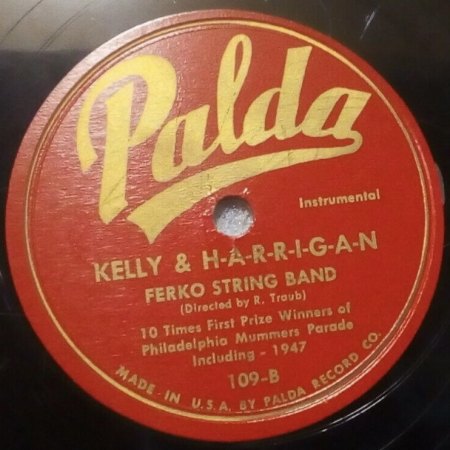 Palda
Instrumental
KELLY & H-A-R-R-I-G-A-N
FERKO STRING BAND
(Directed by R. Traub)
10 Times First Prize Winners of
Philadelphia Mummers Parade
Including - 1947
109-B
MADE IN U.S.A. BY PALDA RECORD CO.